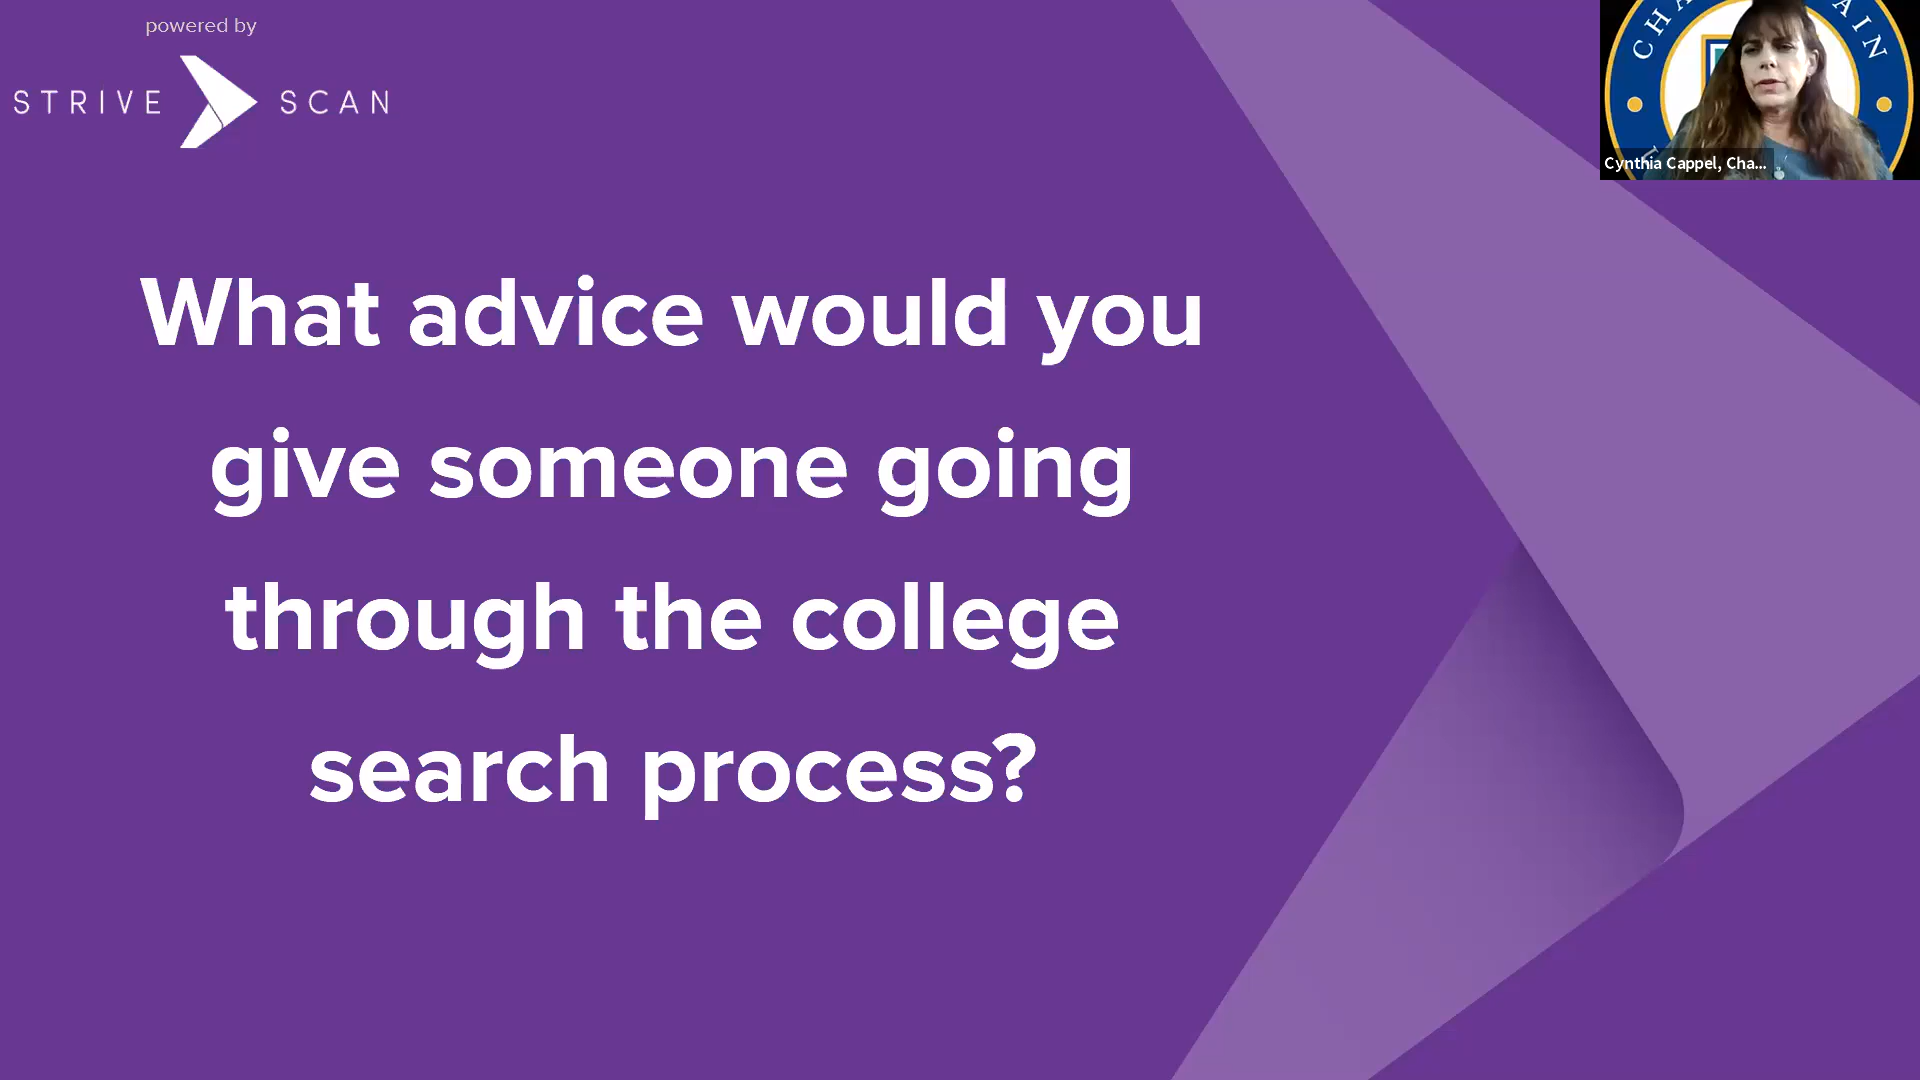 powered by
STRIVE SCAN
Cynthia Cappel, Cha...
What advice would you
give someone going
through the college
search process?